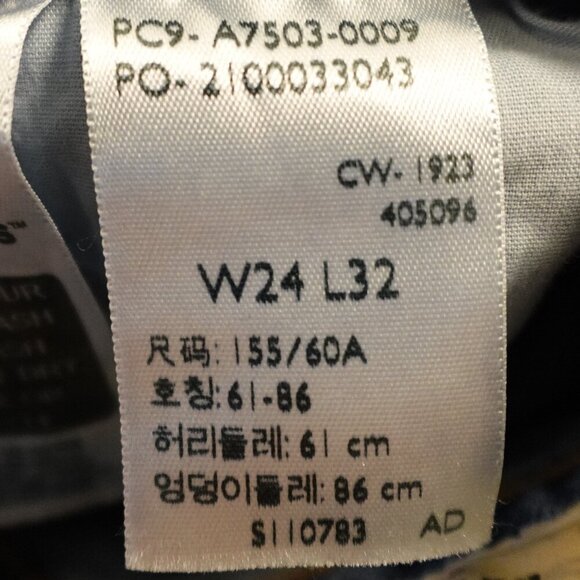 PC9- A7503-0009
PO- 2100033043
CW- 1923
405096
W24 L32
尺码: 155/60A
호칭: 61-86
허리둘레: 61 cm
엉덩이둘레: 86 cm
S110783 AD